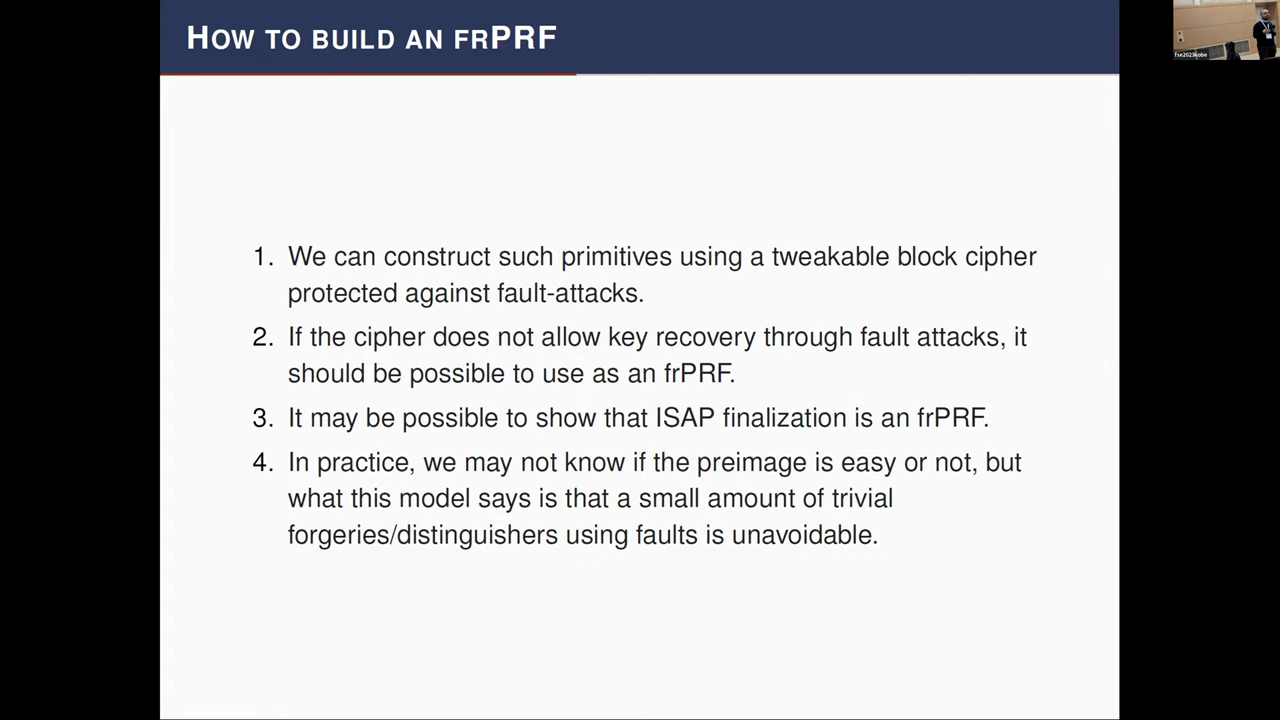 HOW TO BUILD AN FRPRF
1. We can construct such primitives using a tweakable block cipher
protected against fault-attacks.
2. If the cipher does not allow key recovery through fault attacks, it
should be possible to use as an frPRF.
3. It may be possible to show that ISAP finalization is an frPRF.
4. In practice, we may not know if the preimage is easy or not, but
what this model says is that a small amount of trivial
forgeries/distinguishers using faults is unavoidable.
fse2023kobe